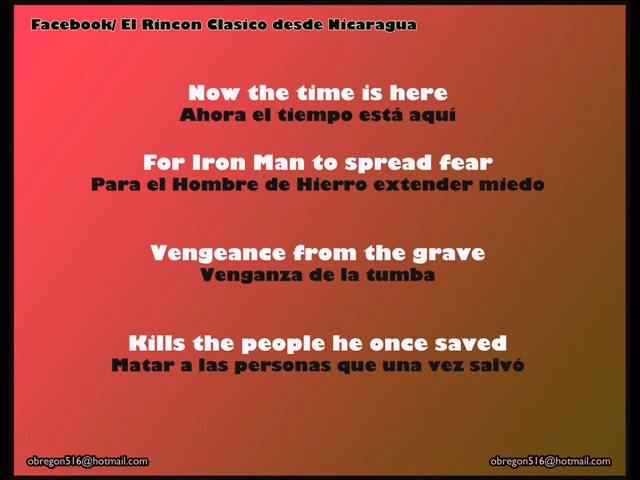 Facebook/ El Rincon Clasico desde Nicaragua
Now the time is here
Ahora el tiempo está aquí
For Iron Man to spread fear
Para el Hombre de Hierro extender miedo
Vengeance from the grave
Venganza de la tumba
Kills the people he once saved
Matar a las personas que una vez salvó
obregon516@hotmail.com
obregon516@hotmail.com